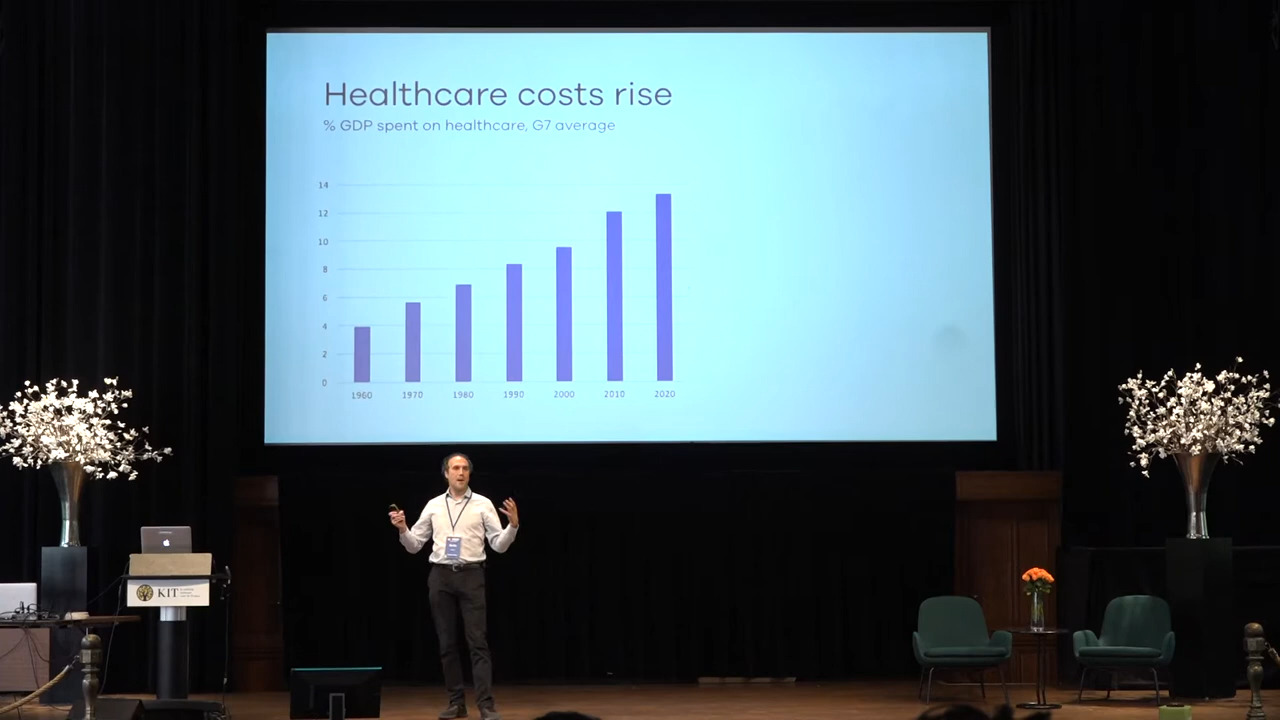 Healthcare costs rise
% GDP spent on healthcare, G7 average
14
12
10
8
6
4
2
0
1960 1970 1980 1990 2000 2010 2020
KIT